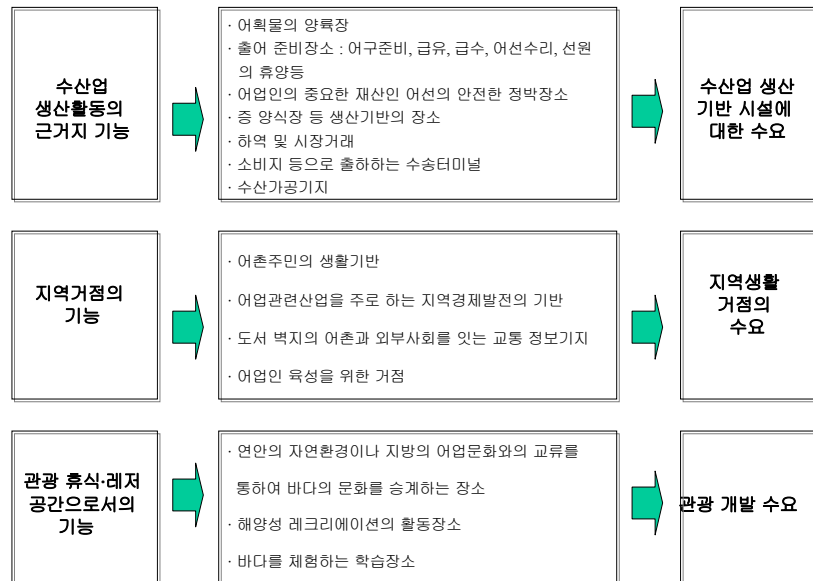 수산업
생산활동의
근거지 기능
· 어획물의 양륙장
· 출어 준비장소 : 어구준비, 급유, 급수, 어선수리, 선원
의 휴양등
· 어업인의 중요한 재산인 어선의 안전한 정박장소
· 증 양식장 등 생산기반의 장소
· 하역 및 시장거래
· 소비지 등으로 출하하는 수송터미널
· 수산가공기지
수산업 생산
기반 시설에
대한 수요
지역거점의
기능
· 어촌주민의 생활기반
· 어업관련산업을 주로 하는 지역경제발전의 기반
· 도서 벽지의 어촌과 외부사회를 잇는 교통 정보기지
· 어업인 육성을 위한 거점
지역생활
거점의
수요
관광 휴식·레저
공간으로서의
기능
· 연안의 자연환경이나 지방의 어업문화와의 교류를
통하여 바다의 문화를 승계하는 장소
· 해양성 레크리에이션의 활동장소
· 바다를 체험하는 학습장소
관광 개발 수요